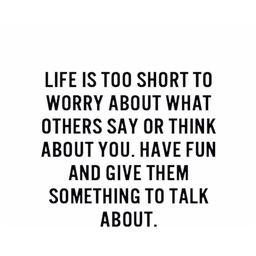 LIFE IS TOO SHORT TO
WORRY ABOUT WHAT
OTHERS SAY OR THINK
ABOUT YOU. HAVE FUN
AND GIVE THEM
SOMETHING TO TALK
ABOUT.